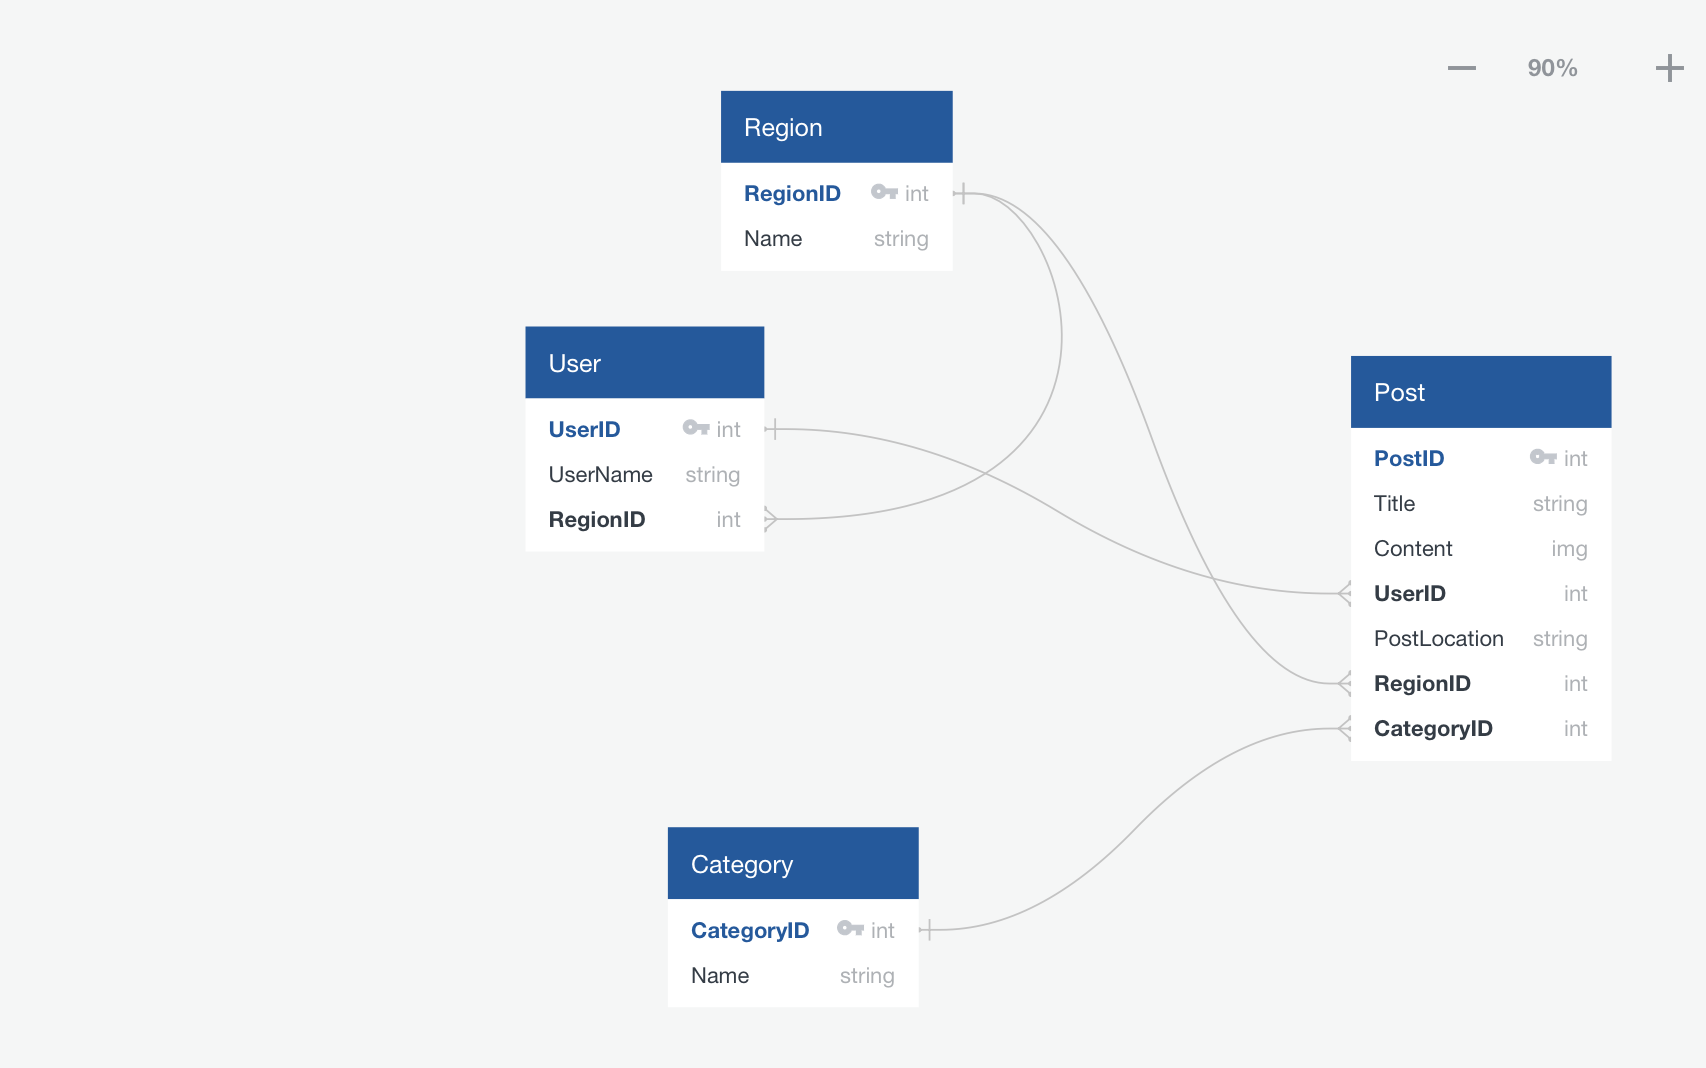 90%
Region
RegionID int
Name string
User
UserID int
UserName string
RegionID int
Post
PostID int
Title string
Content img
UserID int
PostLocation string
RegionID int
CategoryID int
Category
CategoryID int
Name string